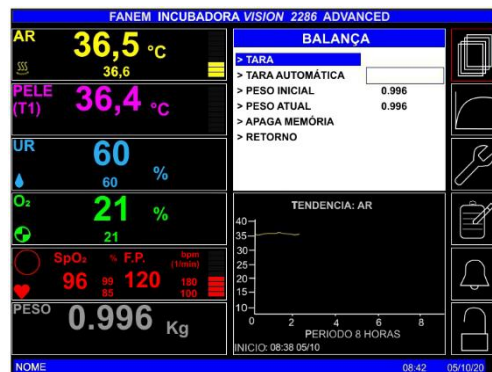 FANEM INCUBADORA VISION 2286 ADVANCED
AR
36,5 °C
36,6
PELE
(T1)
36,4 °C
UR
60 %
60
O₂
21 %
21
SpO₂ % F.P. bpm
(1/min)
96 99 120 180
85 100
PESO
0.996 Kg
BALANÇA
> TARA
> TARA AUTOMÁTICA
> PESO INICIAL 0.996
> PESO ATUAL 0.996
> APAGA MEMÓRIA
> RETORNO
TENDENCIA: AR
40
35
30
25
20
15
10
0 2 4 6 8
PERIODO 8 HORAS
INICIO: 08:38 05/10
NOME 08:42 05/10/20